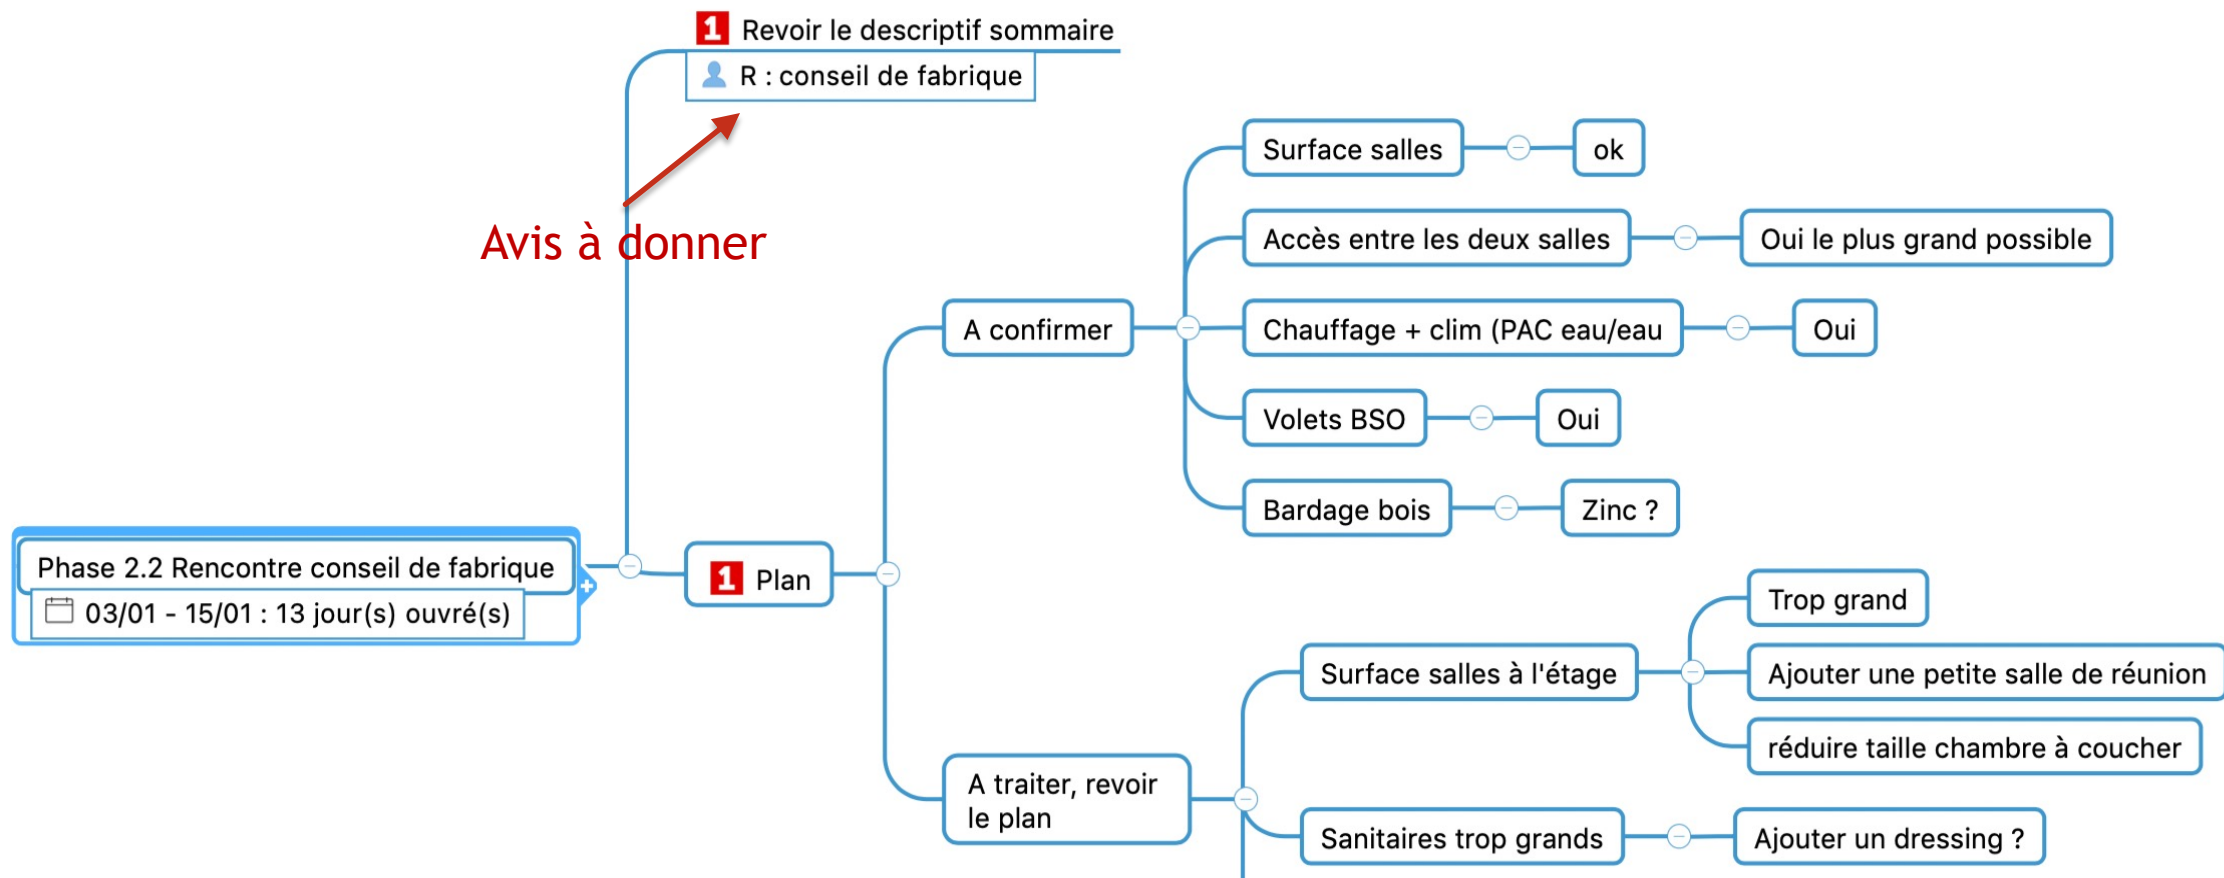 1 Revoir le descriptif sommaire
R : conseil de fabrique
Avis à donner
Phase 2.2 Rencontre conseil de fabrique
03/01 - 15/01 : 13 jour(s) ouvré(s)
1 Plan
A confirmer
Surface salles
ok
Accès entre les deux salles
Oui le plus grand possible
Chauffage + clim (PAC eau/eau
Oui
Volets BSO
Oui
Bardage bois
Zinc ?
A traiter, revoir
le plan
Surface salles à l'étage
Trop grand
Ajouter une petite salle de réunion
réduire taille chambre à coucher
Sanitaires trop grands
Ajouter un dressing ?